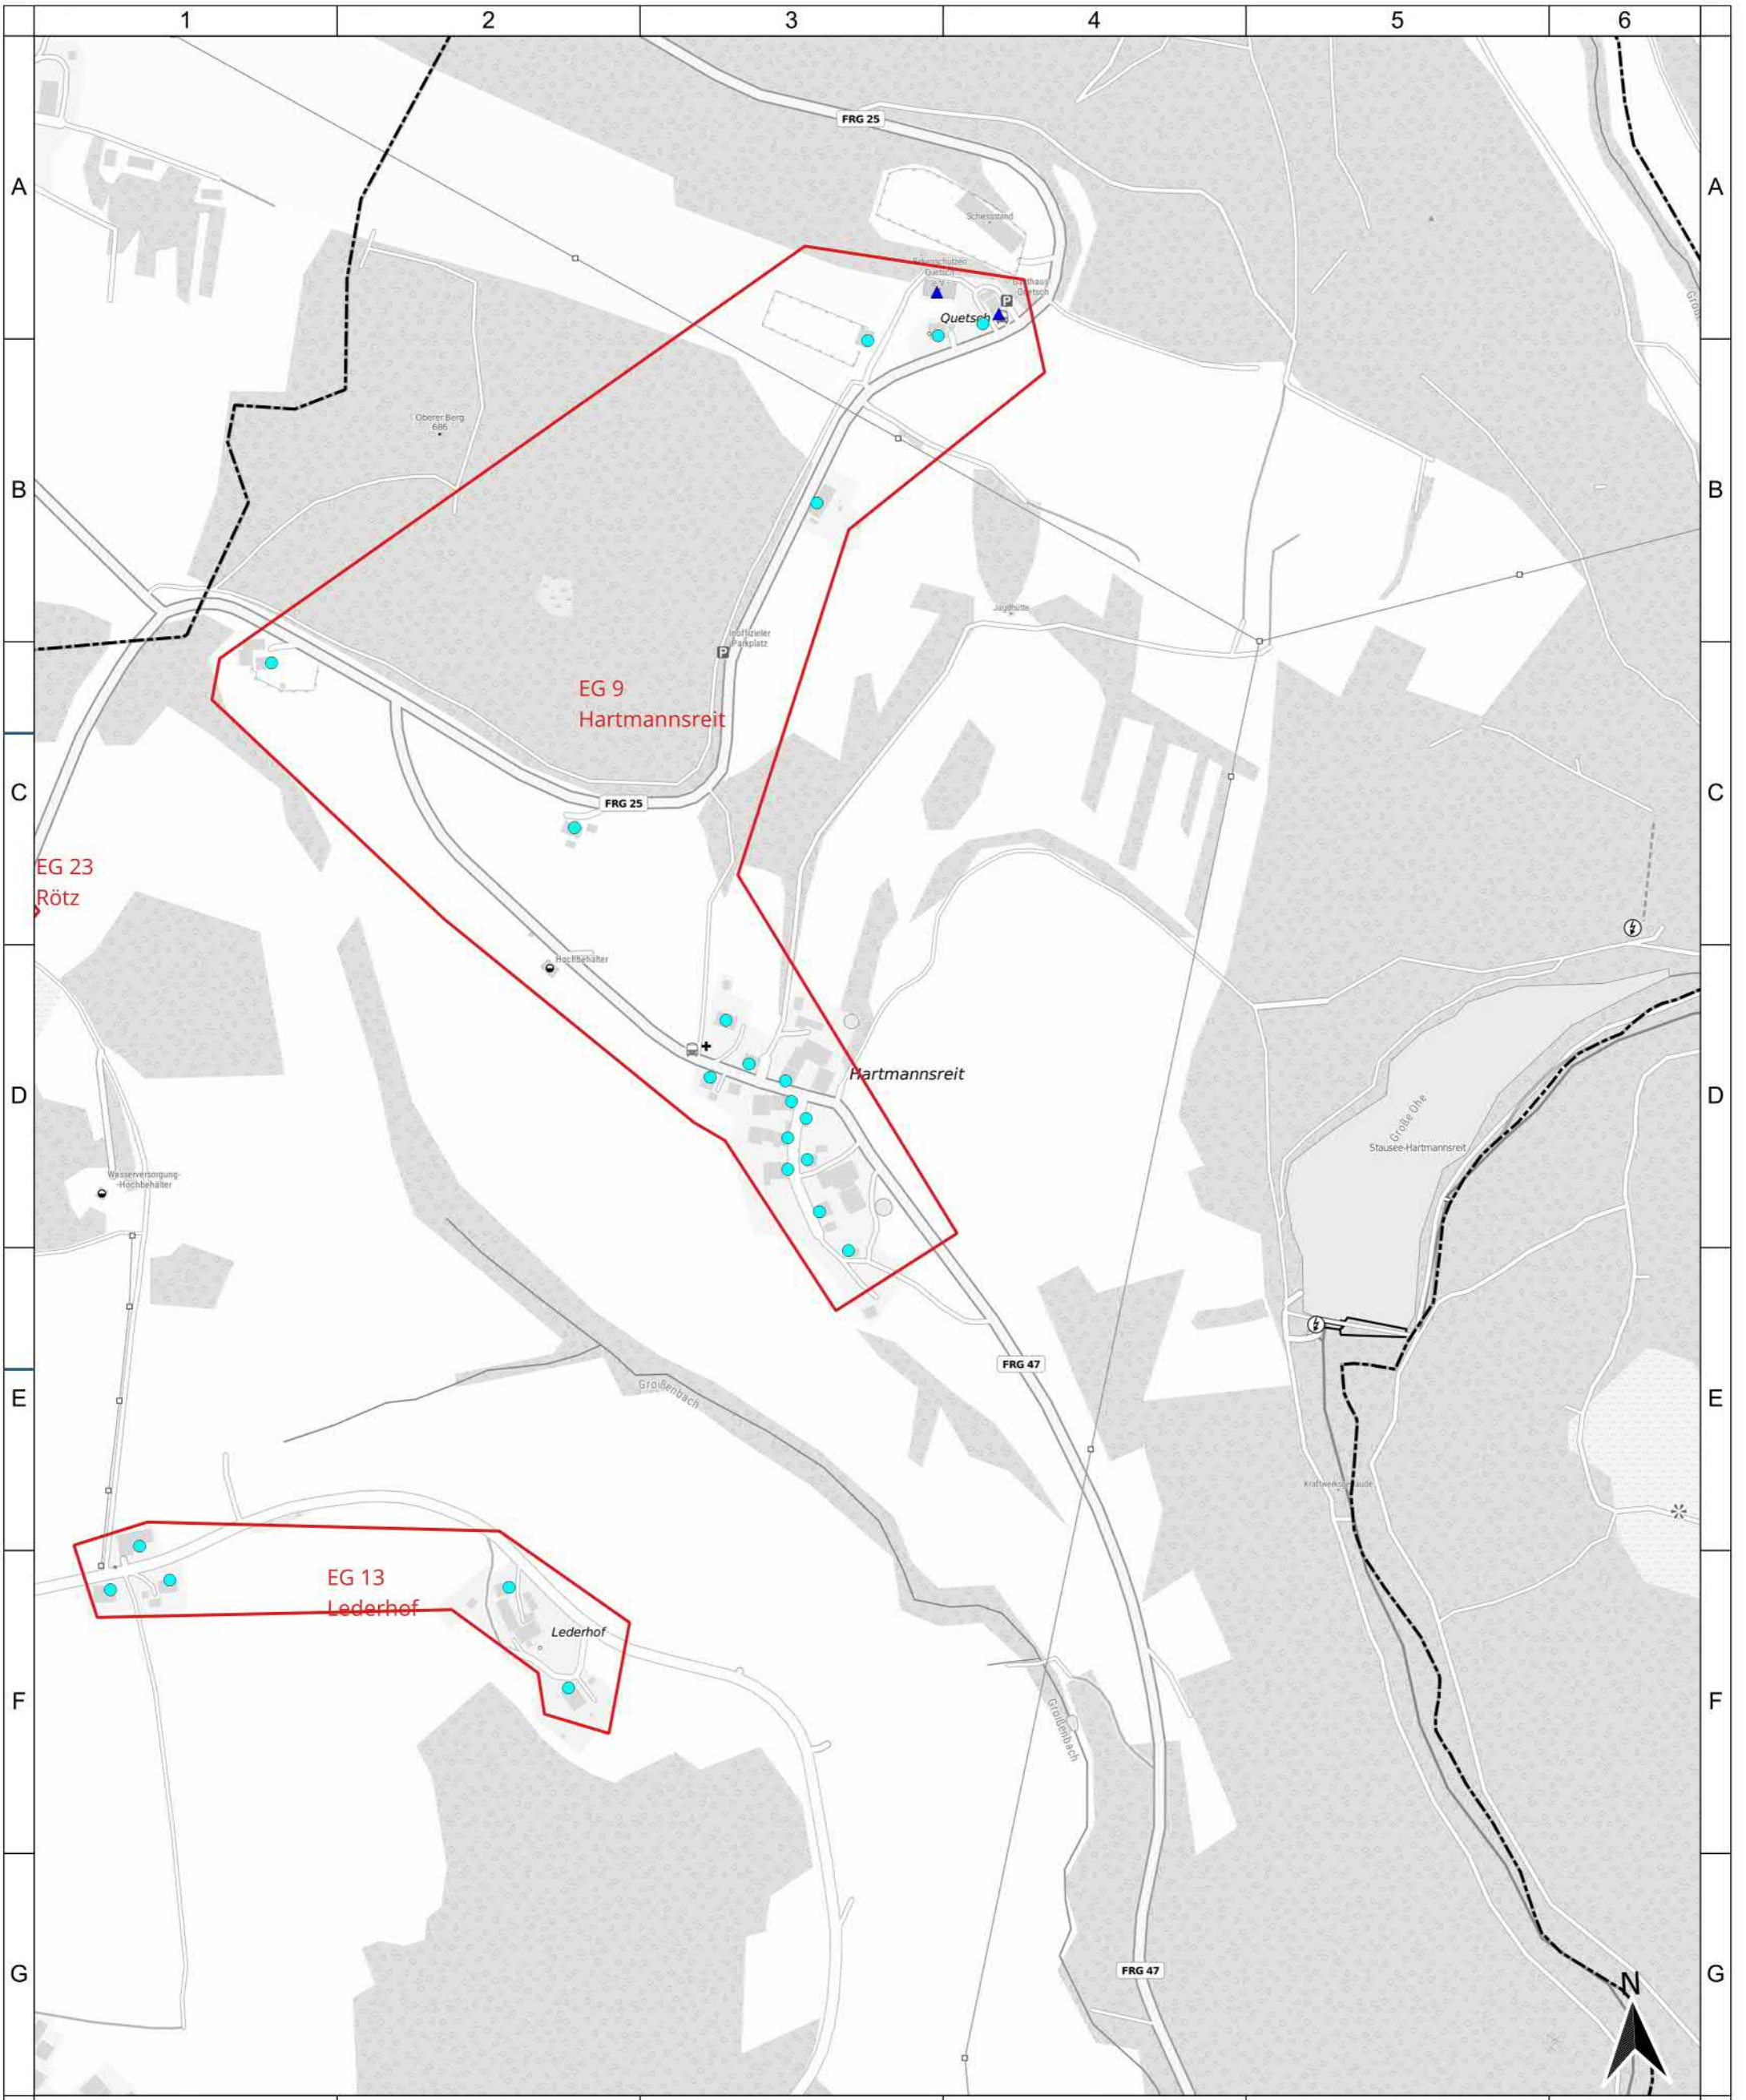 1 2 3 4 5 6
FRG 25
A A
Schiessstand
Quetsch
Gasthaus
Quetsch
Quetsch
Oberer Berg
686
B B
Jagdhütte
Inoffizieler
Parkplatz
EG 9
Hartmannsreit
C C
FRG 25
EG 23
Rötz
Hochbehälter
Hartmannsreit
D D
Große Ohe
Stausee-Hartmannsreit
Wasserversorgung-
-Hochbehälter
FRG 47
Großenbach
E E
EG 13
Lederhof
Lederhof
F F
Großenbach
FRG 47
G G
N